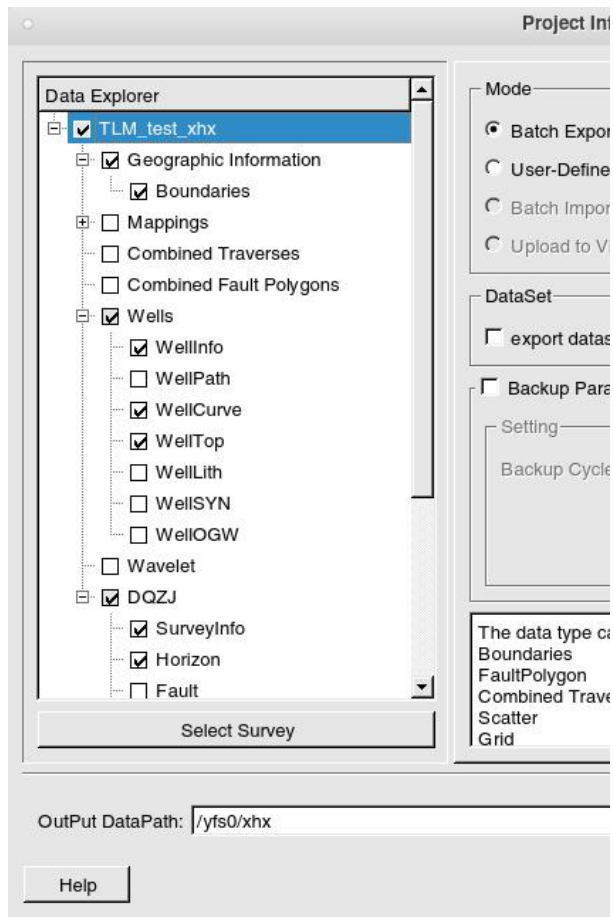 Project Inf
Data Explorer
TLM_test_xhx
Geographic Information
Boundaries
Mappings
Combined Traverses
Combined Fault Polygons
Wells
WellInfo
WellPath
WellCurve
WellTop
WellLith
WellSYN
WellOGW
Wavelet
DQZJ
SurveyInfo
Horizon
Fault
Select Survey
Mode
Batch Expor
User-Define
Batch Impor
Upload to VI
DataSet
export datas
Backup Para
Setting
Backup Cycle
The data type ca
Boundaries
FaultPolygon
Combined Trave
Scatter
Grid
OutPut DataPath: /yfs0/xhx
Help